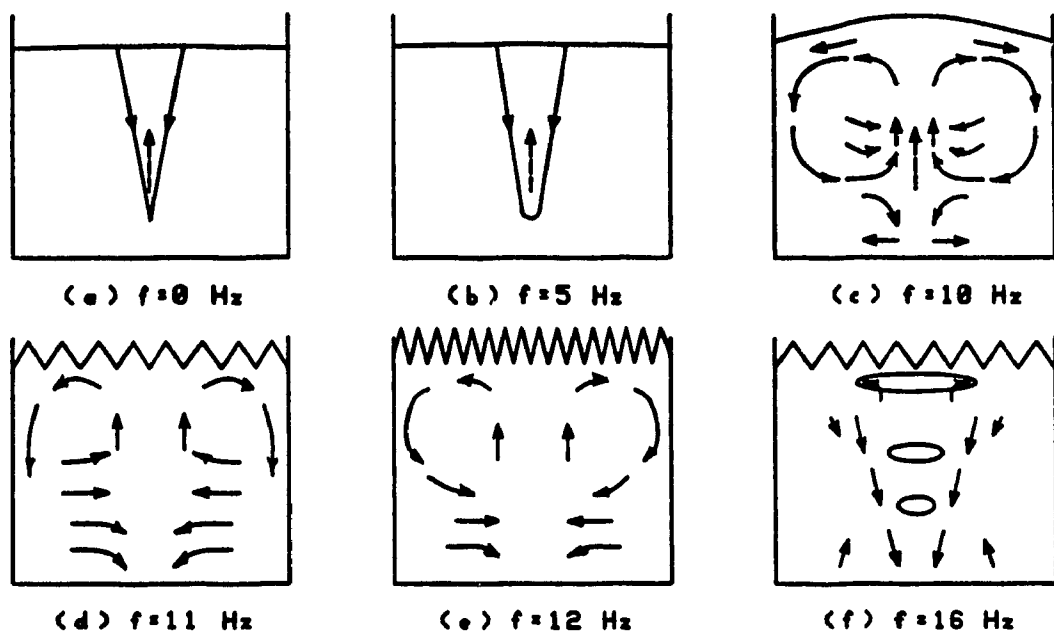 (a) f=0 Hz
(b) f=5 Hz
(c) f=10 Hz
(d) f=11 Hz
(e) f=12 Hz
(f) f=16 Hz